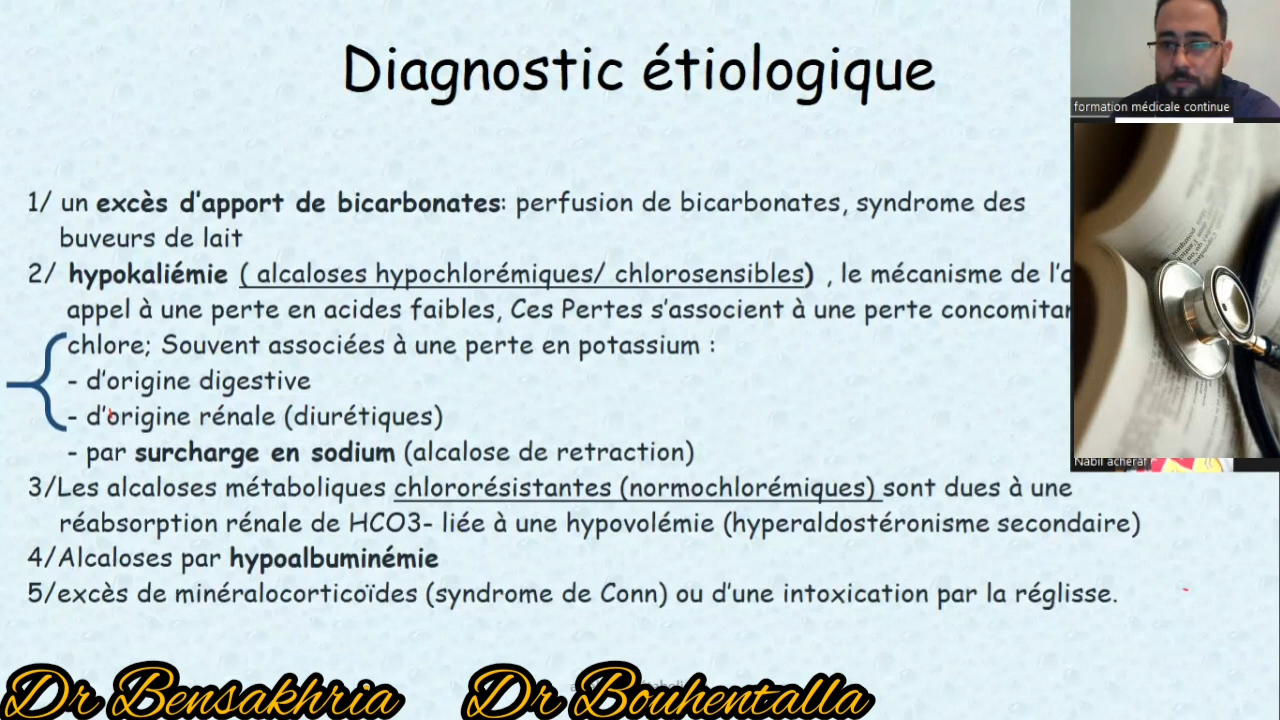 Diagnostic étiologique
formation médicale continue
1/ un excès d'apport de bicarbonates: perfusion de bicarbonates, syndrome des
buveurs de lait
2/ hypokaliémie ( alcaloses hypochlorémiques/ chlorosensibles) , le mécanisme de
appel à une perte en acides faibles, Ces Pertes s'associent à une perte
chlore; Souvent associées à une perte en potassium :
- d'origine digestive
- d'origine rénale (diurétiques)
- par surcharge en sodium (alcalose de retraction)
Nabil acheraf
3/Les alcaloses métaboliques chlororésistantes (normochlorémiques) sont dues à une
réabsorption rénale de HCO3- liée à une hypovolémie (hyperaldostéronisme secondaire)
4/Alcaloses par hypoalbuminémie
5/excès de minéralocorticoïdes (syndrome de Conn) ou d'une intoxication par la réglisse.
Dr Bensakhria Dr Bouhentalla